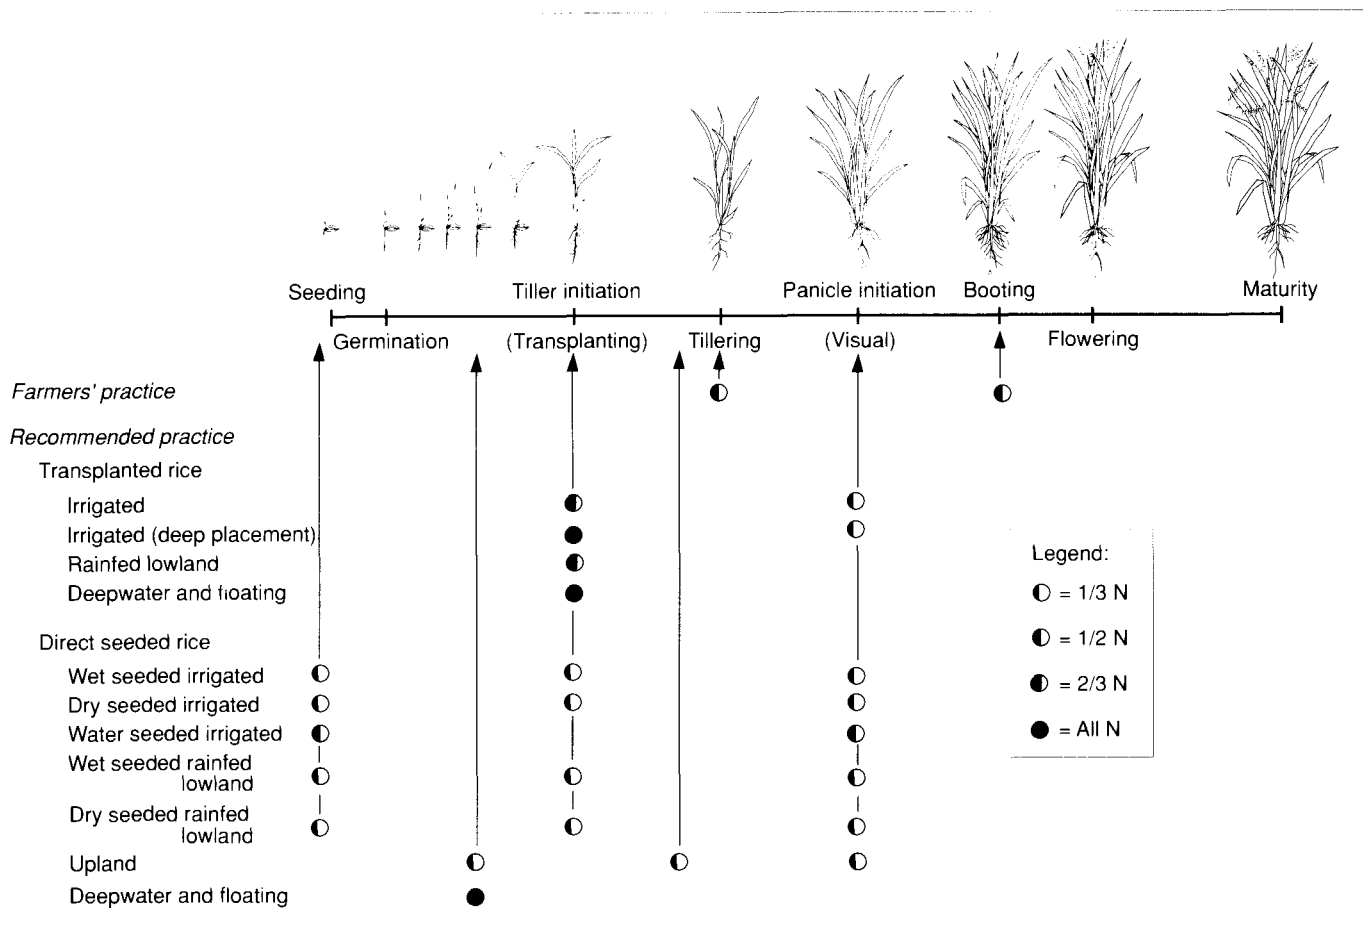 Seeding
Tiller initiation
Panicle initiation
Booting
Maturity
Germination
(Transplanting)
Tillering
(Visual)
Flowering
Farmers' practice
Recommended practice
Transplanted rice
Irrigated
Irrigated (deep placement)
Rainfed lowland
Deepwater and floating
Direct seeded rice
Wet seeded irrigated
Dry seeded irrigated
Water seeded irrigated
Wet seeded rainfed
lowland
Dry seeded rainfed
lowland
Upland
Deepwater and floating
Legend:
= 1/3 N
= 1/2 N
= 2/3 N
= All N